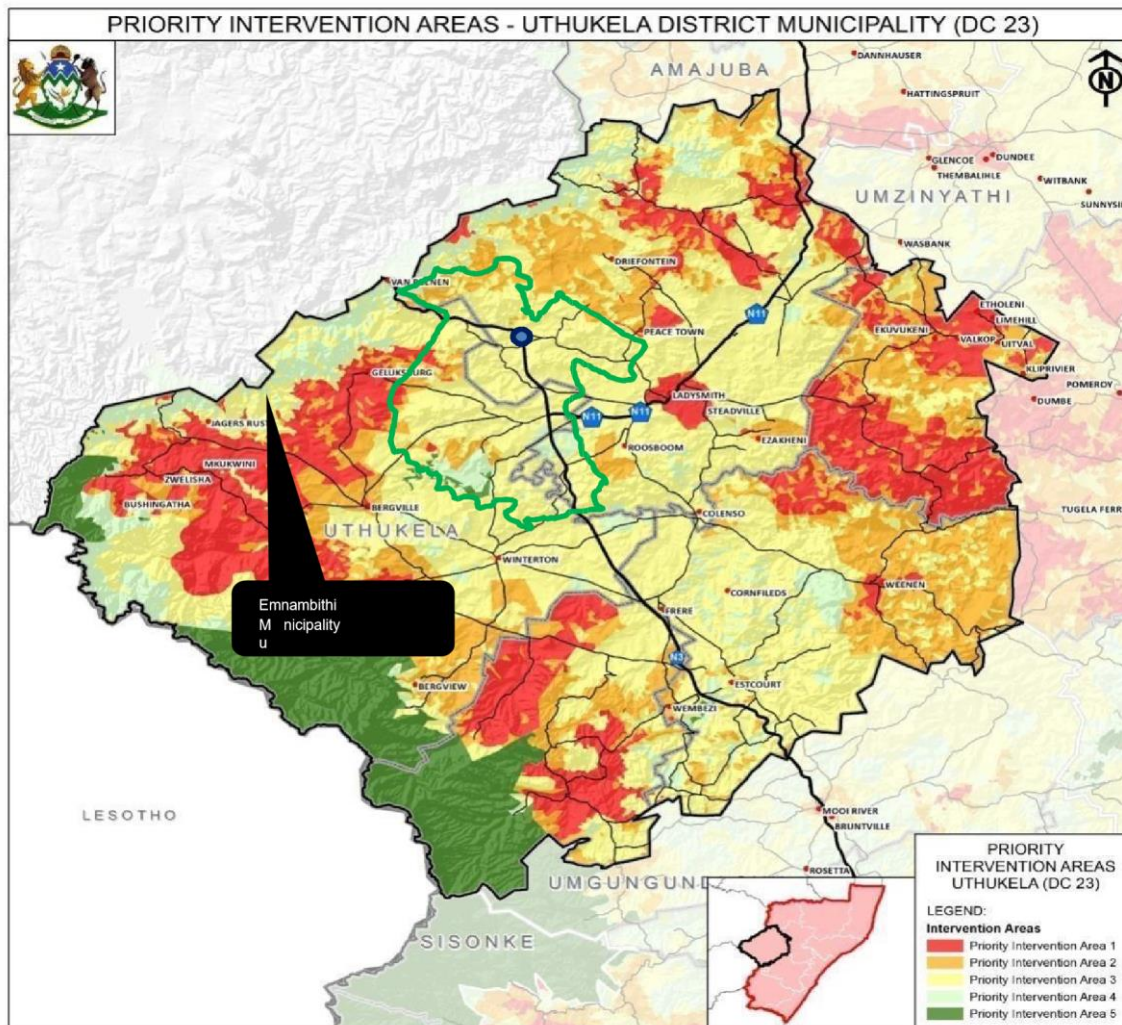 PRIORITY INTERVENTION AREAS - UTHUKELA DISTRICT MUNICIPALITY (DC 23)
AMAJUBA
DANNHAUSER
HATTINGSPRUIT
N
GLENCOE
DUNDEE
THEMBALIHLE
WITBANK
UMZINYATHI
SUNNYSI
WASBANK
DRIEFONTEIN
VAN REENEN
ETHOLENI
LIMEHILL
N11
EKUVUKENI
VALKOP
UITVAL
PEACE TOWN
KLIPRIVIER
GELUKSBURG
POMEROY
LADYSMITH
DUMBE
STEADVILLE
N11
N11
JAGERS RUST
EZAKHENI
ROOSBOOM
MKUKWINI
ZWELISHA
BUSHINGATHA
BERGVILLE
COLENSO
TUGELA FERR
UTHUKELA
WINTERTON
WEENEN
CORNFILEDS
Emnambithi
M nicipality
u
FRERE
N3
BERGVIEW
ESTCOURT
WEMBEZI
LESOTHO
MOOI RIVER
BRUNTVILLE
ROSETTA
UMGUNGUND
SISONKE
PRIORITY
INTERVENTION AREAS
UTHUKELA (DC 23)
LEGEND:
Intervention Areas
Priority Intervention Area 1
Priority Intervention Area 2
Priority Intervention Area 3
Priority Intervention Area 4
Priority Intervention Area 5